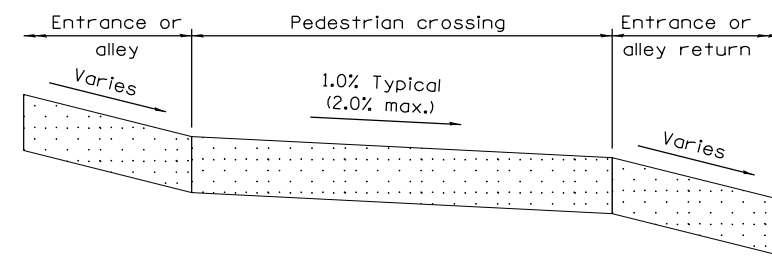 Entrance or
alley
Pedestrian crossing
Entrance or
alley return
Varies
1.0% Typical
(2.0% max.)
Varies